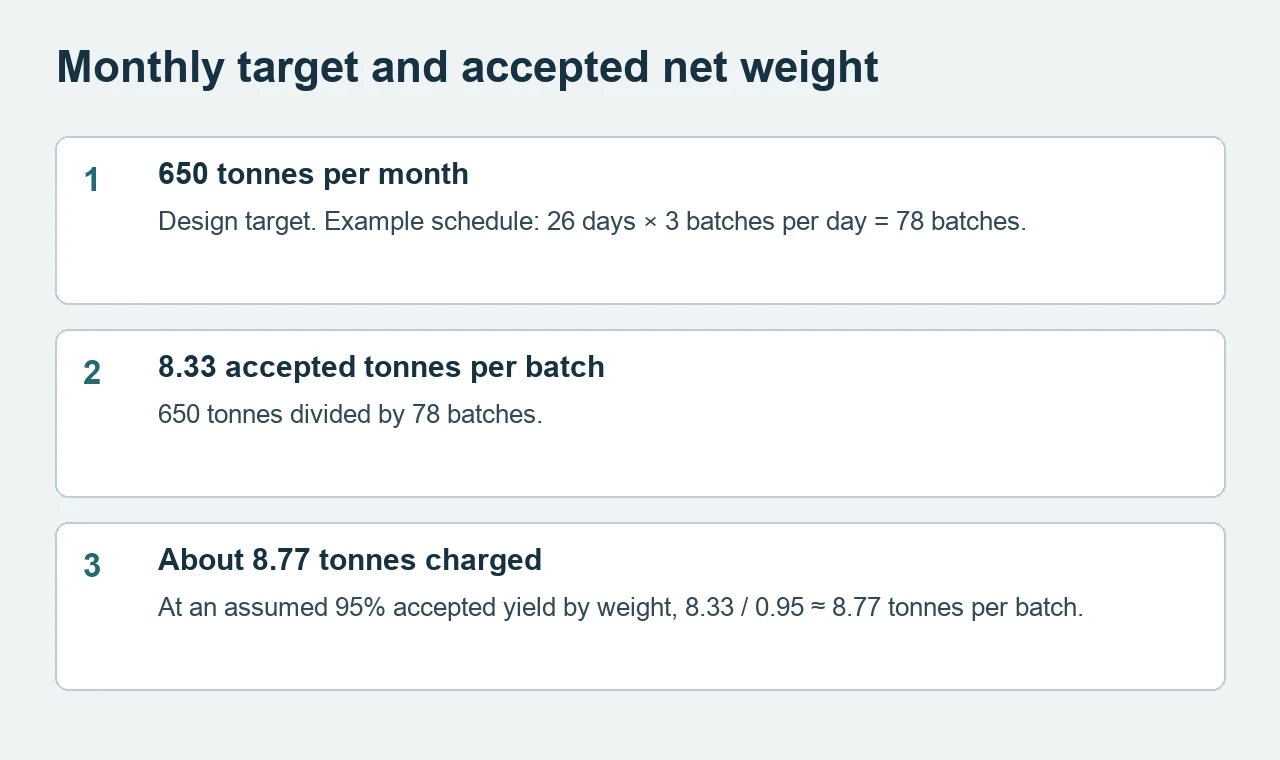 Monthly target and accepted net weight
1
650 tonnes per month
Design target. Example schedule: 26 days × 3 batches per day = 78 batches.
2
8.33 accepted tonnes per batch
650 tonnes divided by 78 batches.
3
About 8.77 tonnes charged
At an assumed 95% accepted yield by weight, 8.33 / 0.95 ≈ 8.77 tonnes per batch.